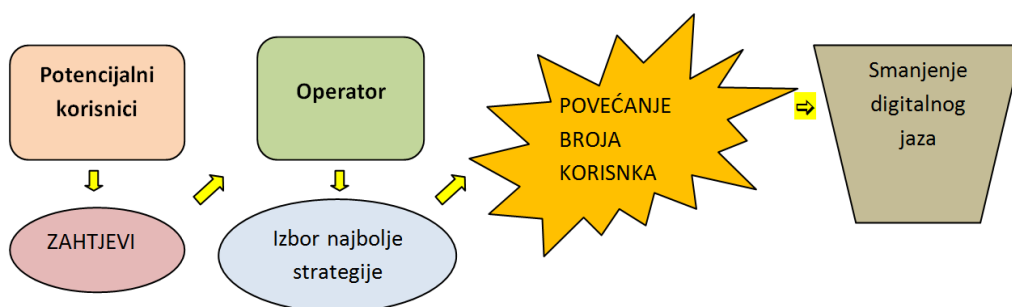 Potencijalni
korisnici
ZAHTJEVI
Operator
Izbor najbolje
strategije
POVEĆANJE
BROJA
KORISNKA
Smanjenje
digitalnog
jaza